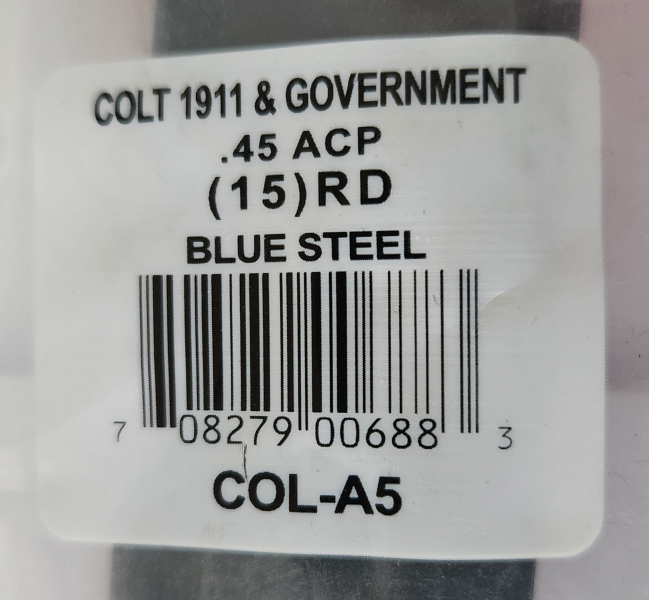 COLT 1911 & GOVERNMENT
.45 ACP
(15)RD
BLUE STEEL
7 08279 00688 3
COL-A5